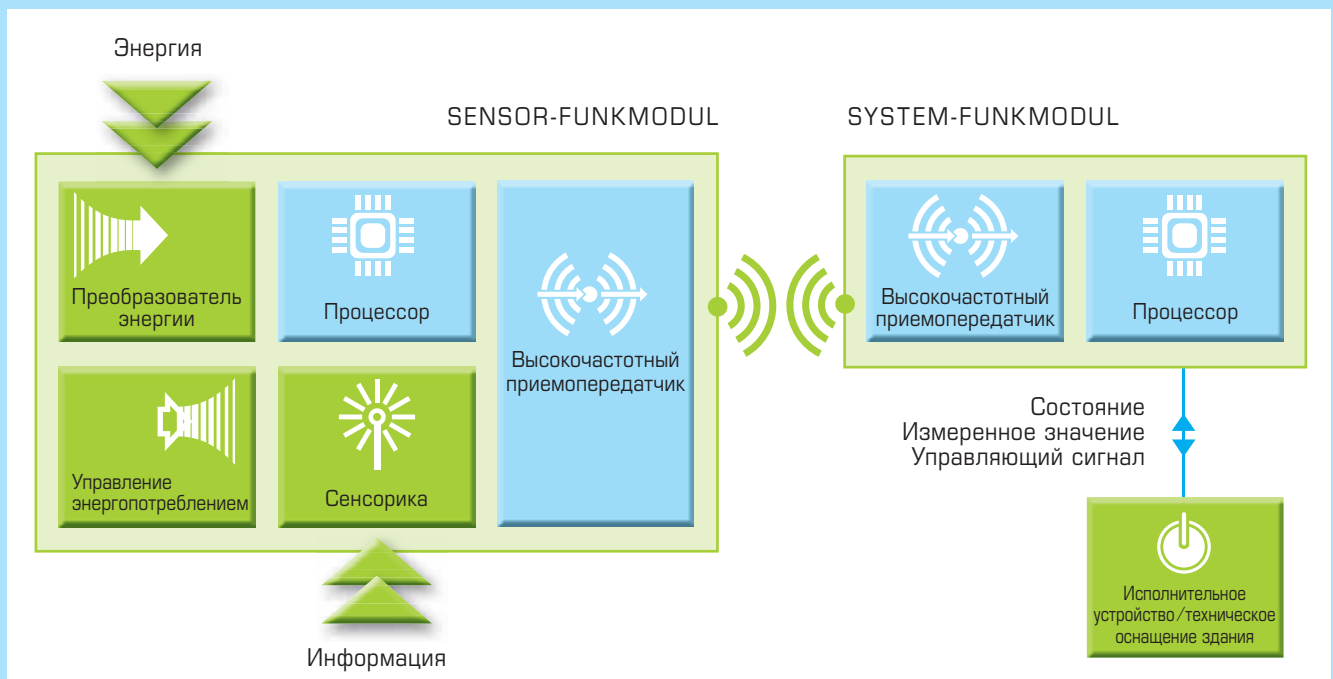 Энергия
SENSOR-FUNKMODUL
SYSTEM-FUNKMODUL
Преобразователь
энергии
Процессор
Высокочастотный
приемопередатчик
Управление
энергопотреблением
Сенсорика
Информация
Высокочастотный
приемопередатчик
Процессор
Состояние
Измеренное значение
Управляющий сигнал
Исполнительное
устройство/техническое
оснащение здания